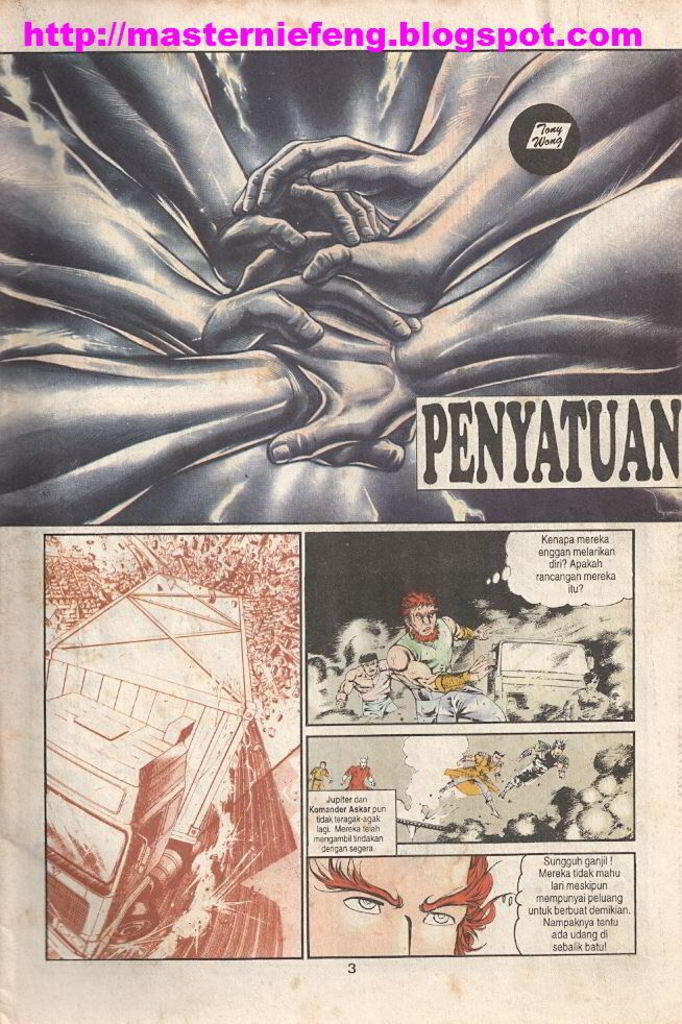 http://masterniefeng.blogspot.com
Tony
Wong
PENYATUAN
Kenapa mereka
enggan melarikan
diri? Apakah
rancangan mereka
itu?
Jupiter dan
Komander Askar pun
tidak teragak-agak
lagi. Mereka telah
mengambil tindakan
dengan segera.
Sungguh ganjil !
Mereka tidak mahu
lari meskipun
mempunyai peluang
untuk berbuat demikian.
Nampaknya tentu
ada udang di
sebalik batu!
3